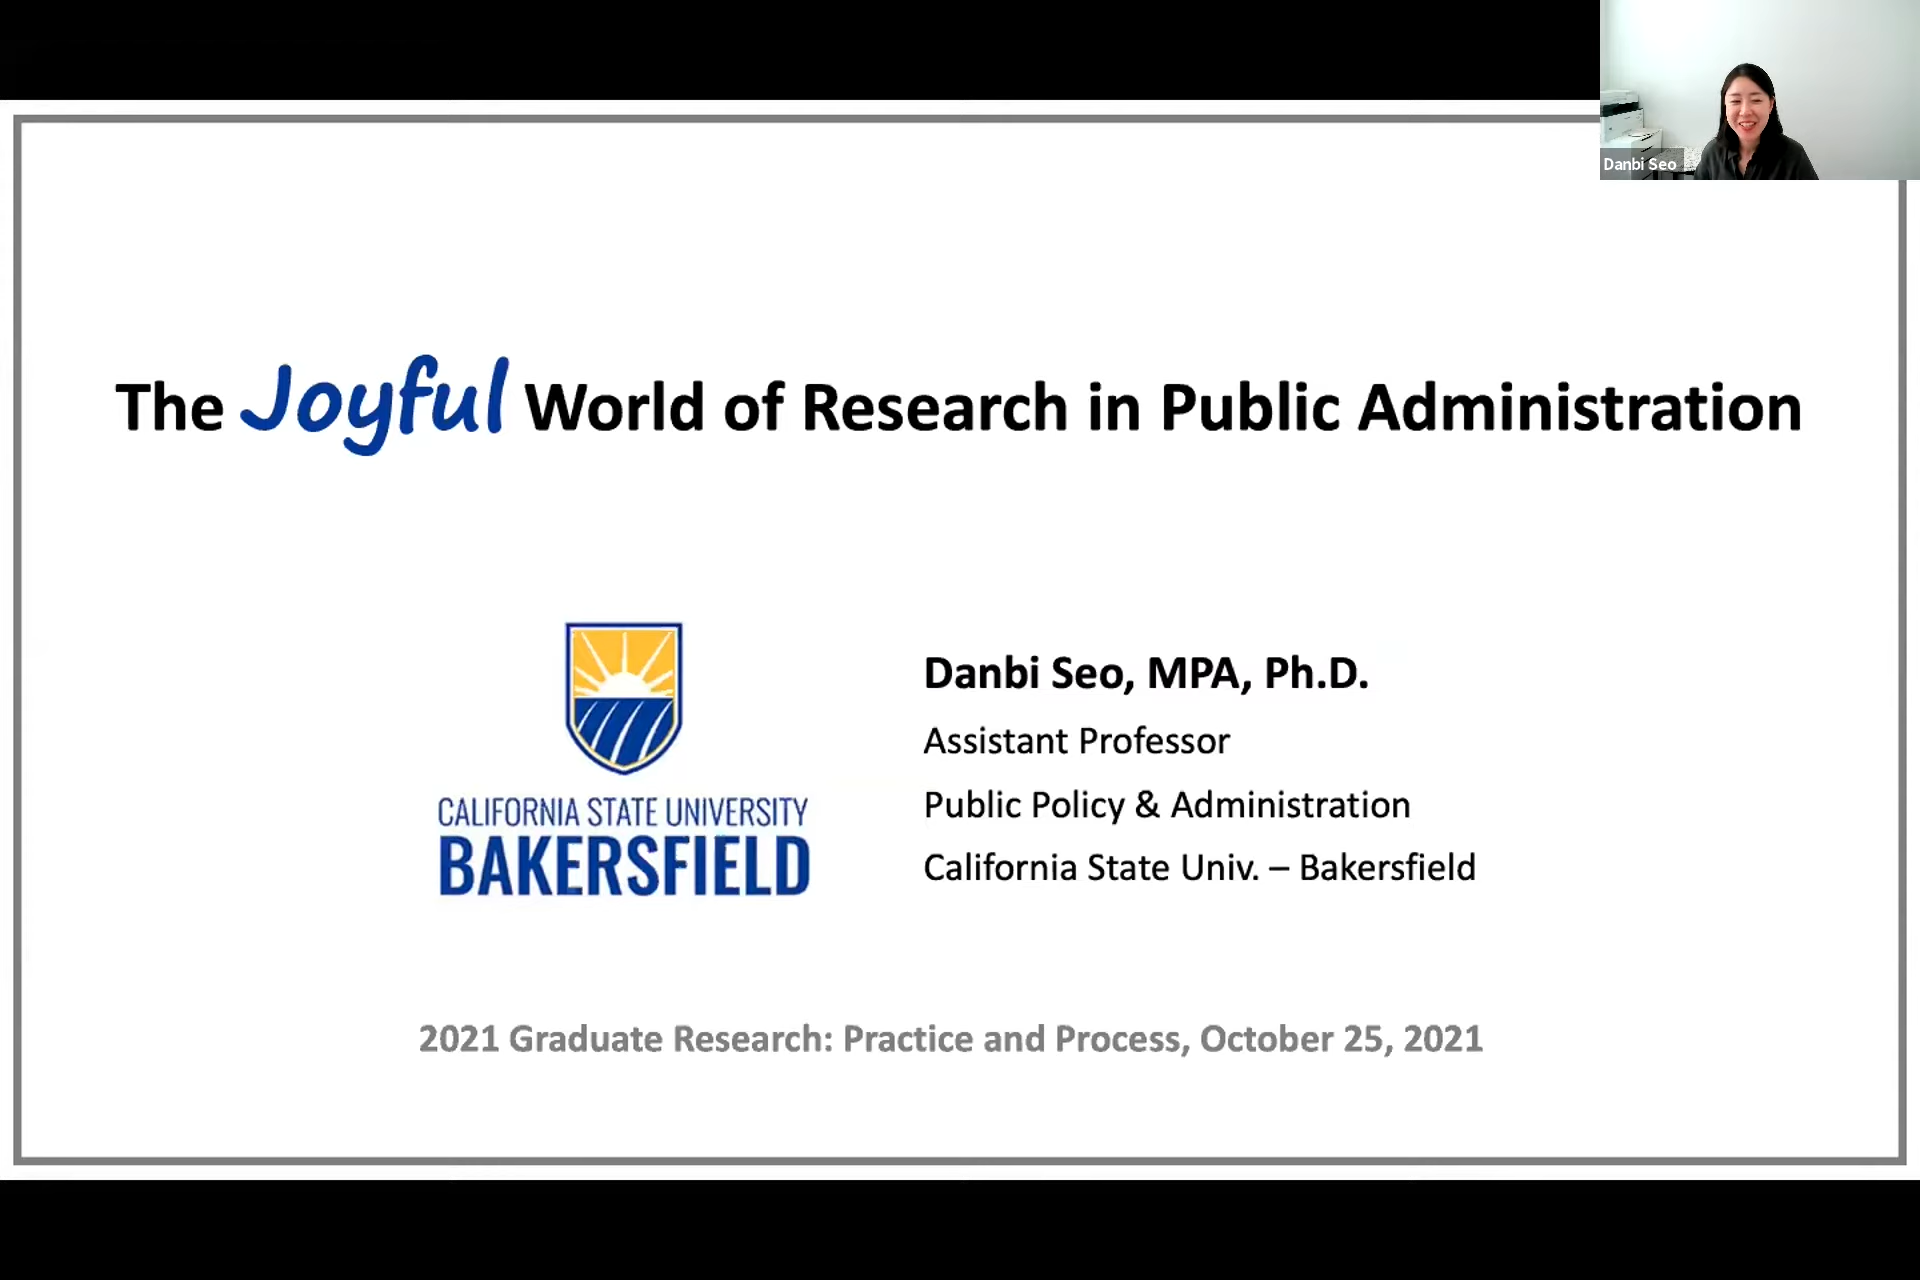 Danbi Seo
The Joyful World of Research in Public Administration
CALIFORNIA STATE UNIVERSITY
BAKERSFIELD
Danbi Seo, MPA, Ph.D.
Assistant Professor
Public Policy & Administration
California State Univ. – Bakersfield
2021 Graduate Research: Practice and Process, October 25, 2021